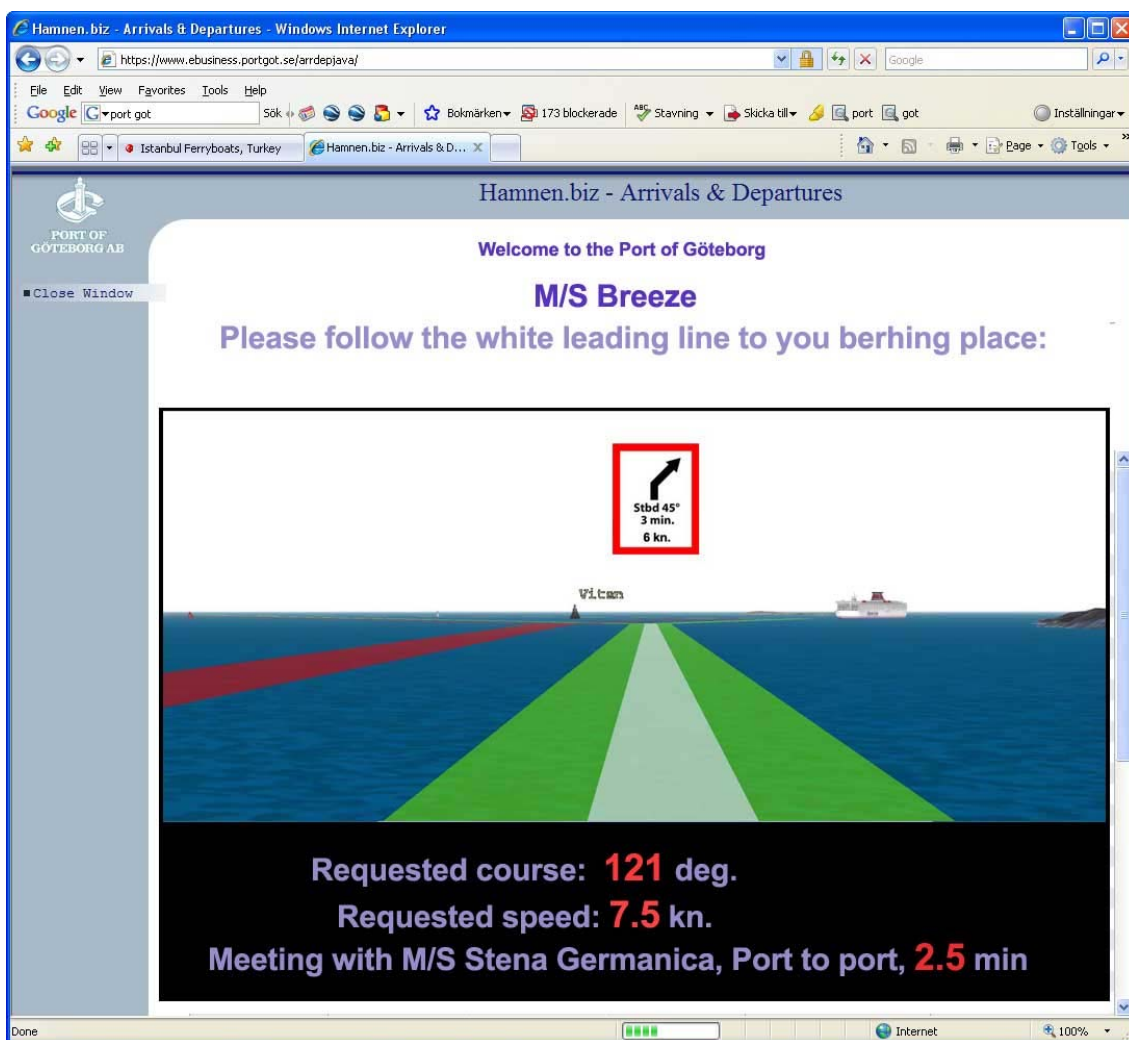 Hamnen.biz - Arrivals & Departures - Windows Internet Explorer
https://www.ebusiness.portgot.se/arrdepjava/
Google
File Edit View Favorites Tools Help
Google port got Sök Bokmärken 173 blockerade ABC Stavning Skicka till port got Inställningar
Istanbul Ferryboats, Turkey Hamnen.biz - Arrivals & D... Page Tools
Hamnen.biz - Arrivals & Departures
PORT OF
GÖTEBORG AB
Welcome to the Port of Göteborg
Close Window
M/S Breeze
Please follow the white leading line to you berhing place:
Stbd 45°
3 min.
6 kn.
Vitan
Requested course: 121 deg.
Requested speed: 7.5 kn.
Meeting with M/S Stena Germanica, Port to port, 2.5 min
Done Internet 100%